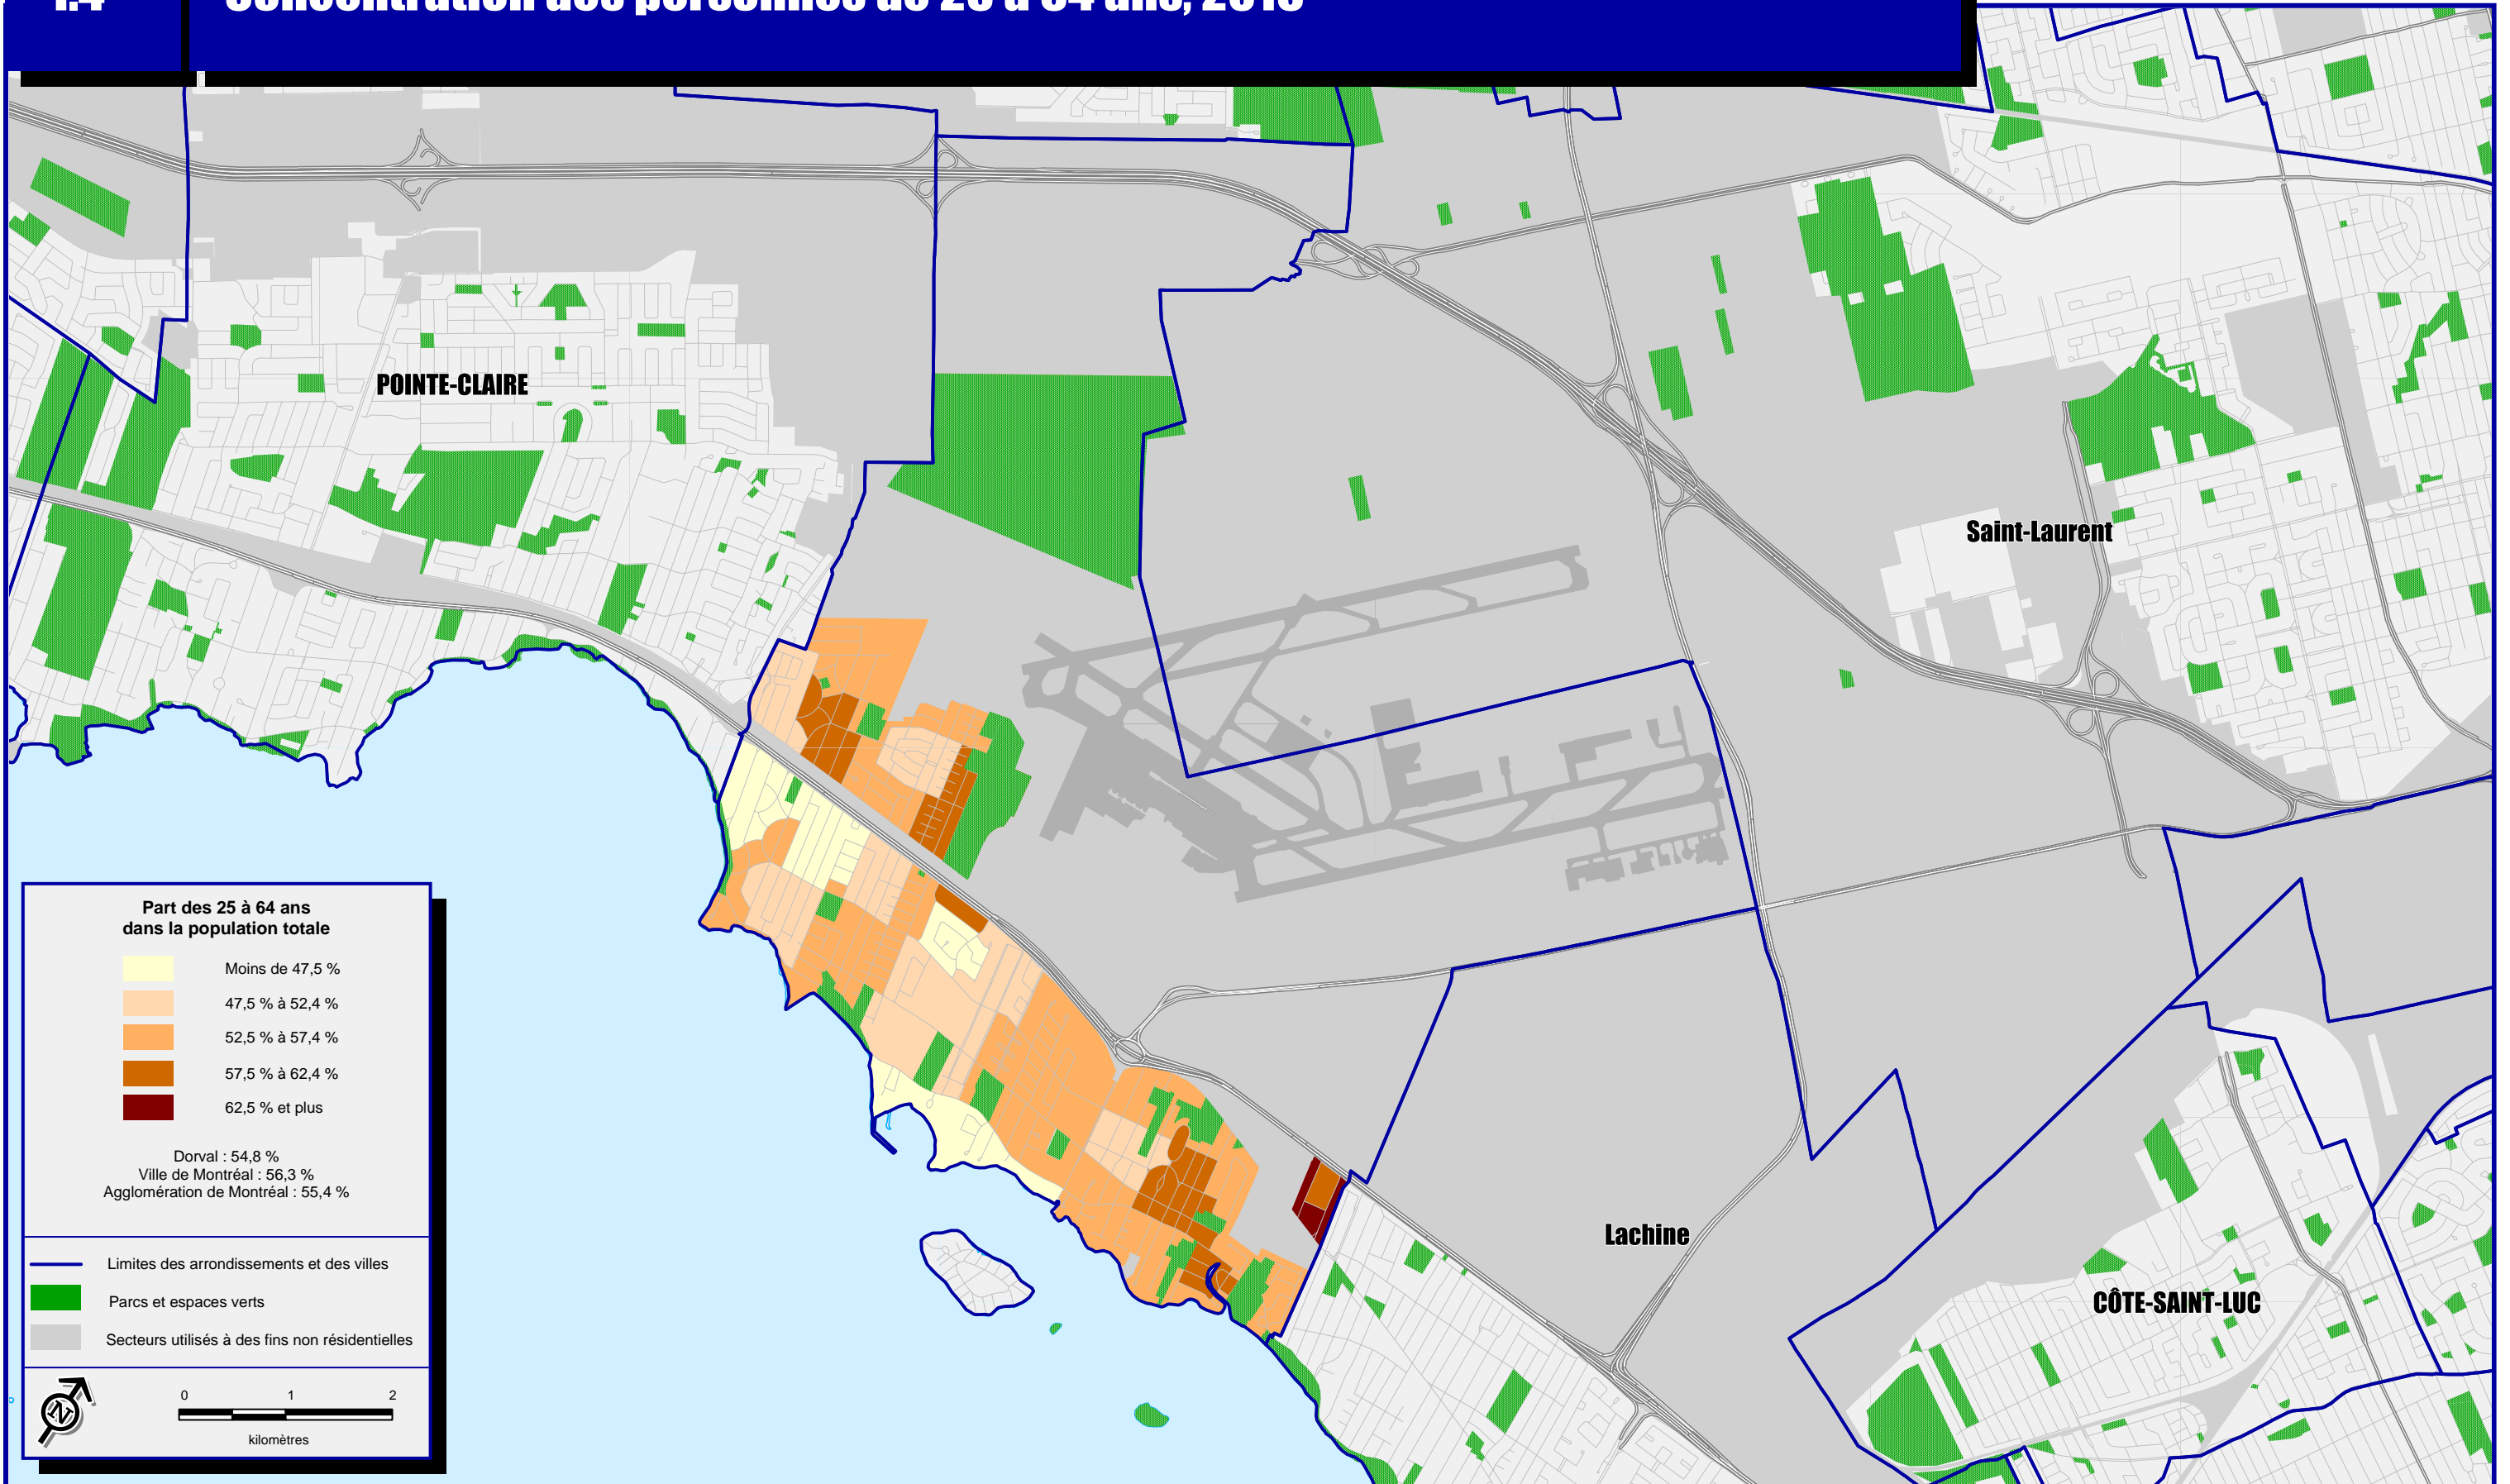 POINTE-CLAIRE
Saint-Laurent
Lachine
CÔTE-SAINT-LUC
Part des 25 à 64 ans
dans la population totale
Moins de 47,5 %
47,5 % à 52,4 %
52,5 % à 57,4 %
57,5 % à 62,4 %
62,5 % et plus
Dorval : 54,8 %
Ville de Montréal : 56,3 %
Agglomération de Montréal : 55,4 %
Limites des arrondissements et des villes
Parcs et espaces verts
Secteurs utilisés à des fins non résidentielles
N
0 1 2
kilomètres